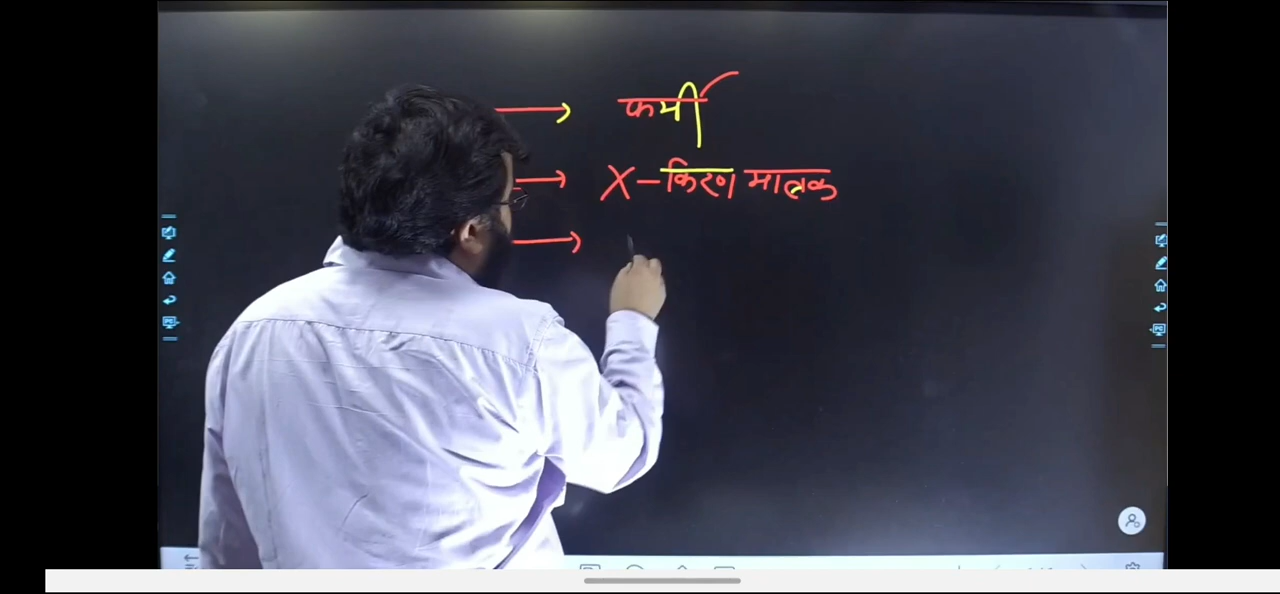 → फर्मी
→ X-किरण मात्रक
→